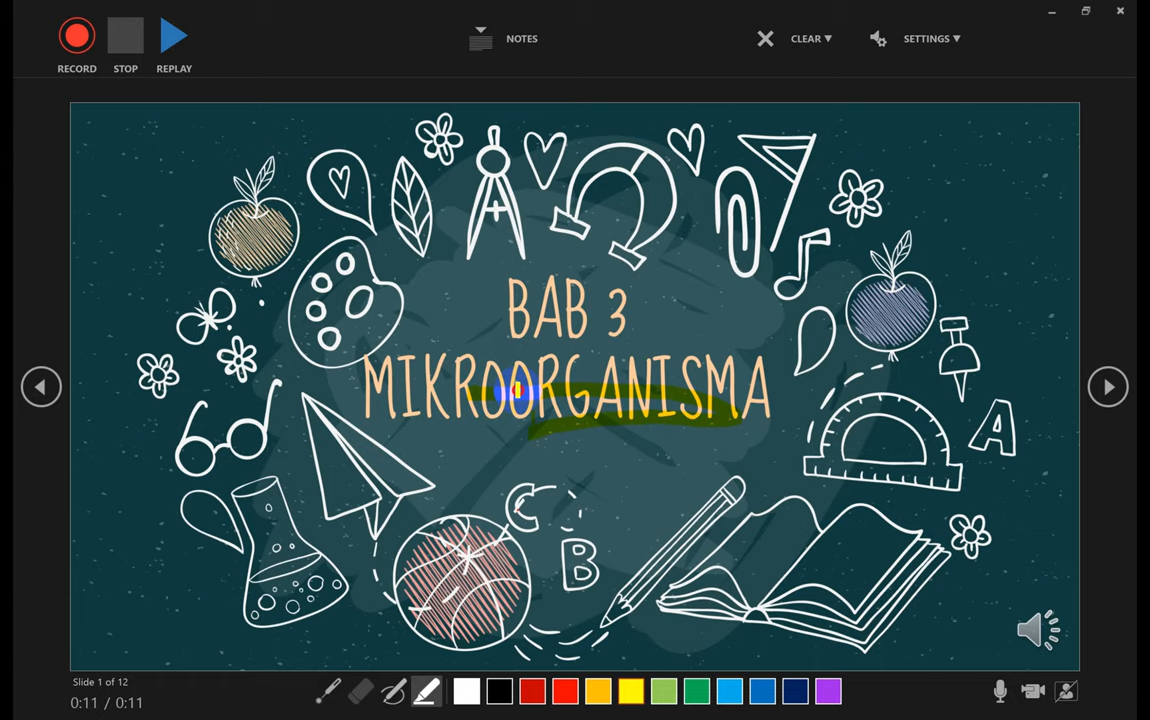 RECORD
STOP
REPLAY
NOTES
CLEAR
SETTINGS
BAB 3
MIKROORGANISMA
A
C
B
Slide 1 of 12
0:11 / 0:11